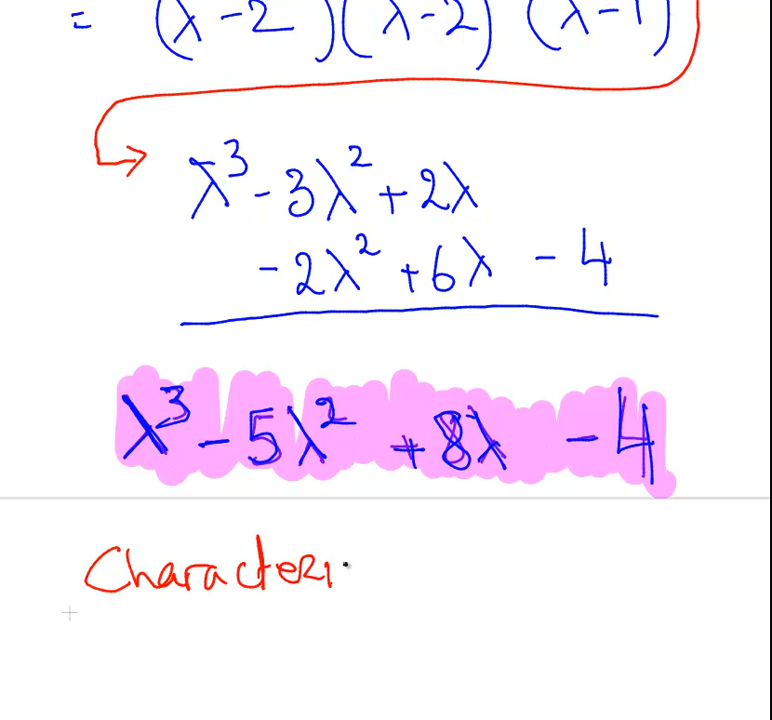 = (λ-2)(λ-2) (λ-1)
λ³ - 3λ² + 2λ
- 2λ² + 6λ - 4
λ³ - 5λ² + 8λ - 4
Characteri